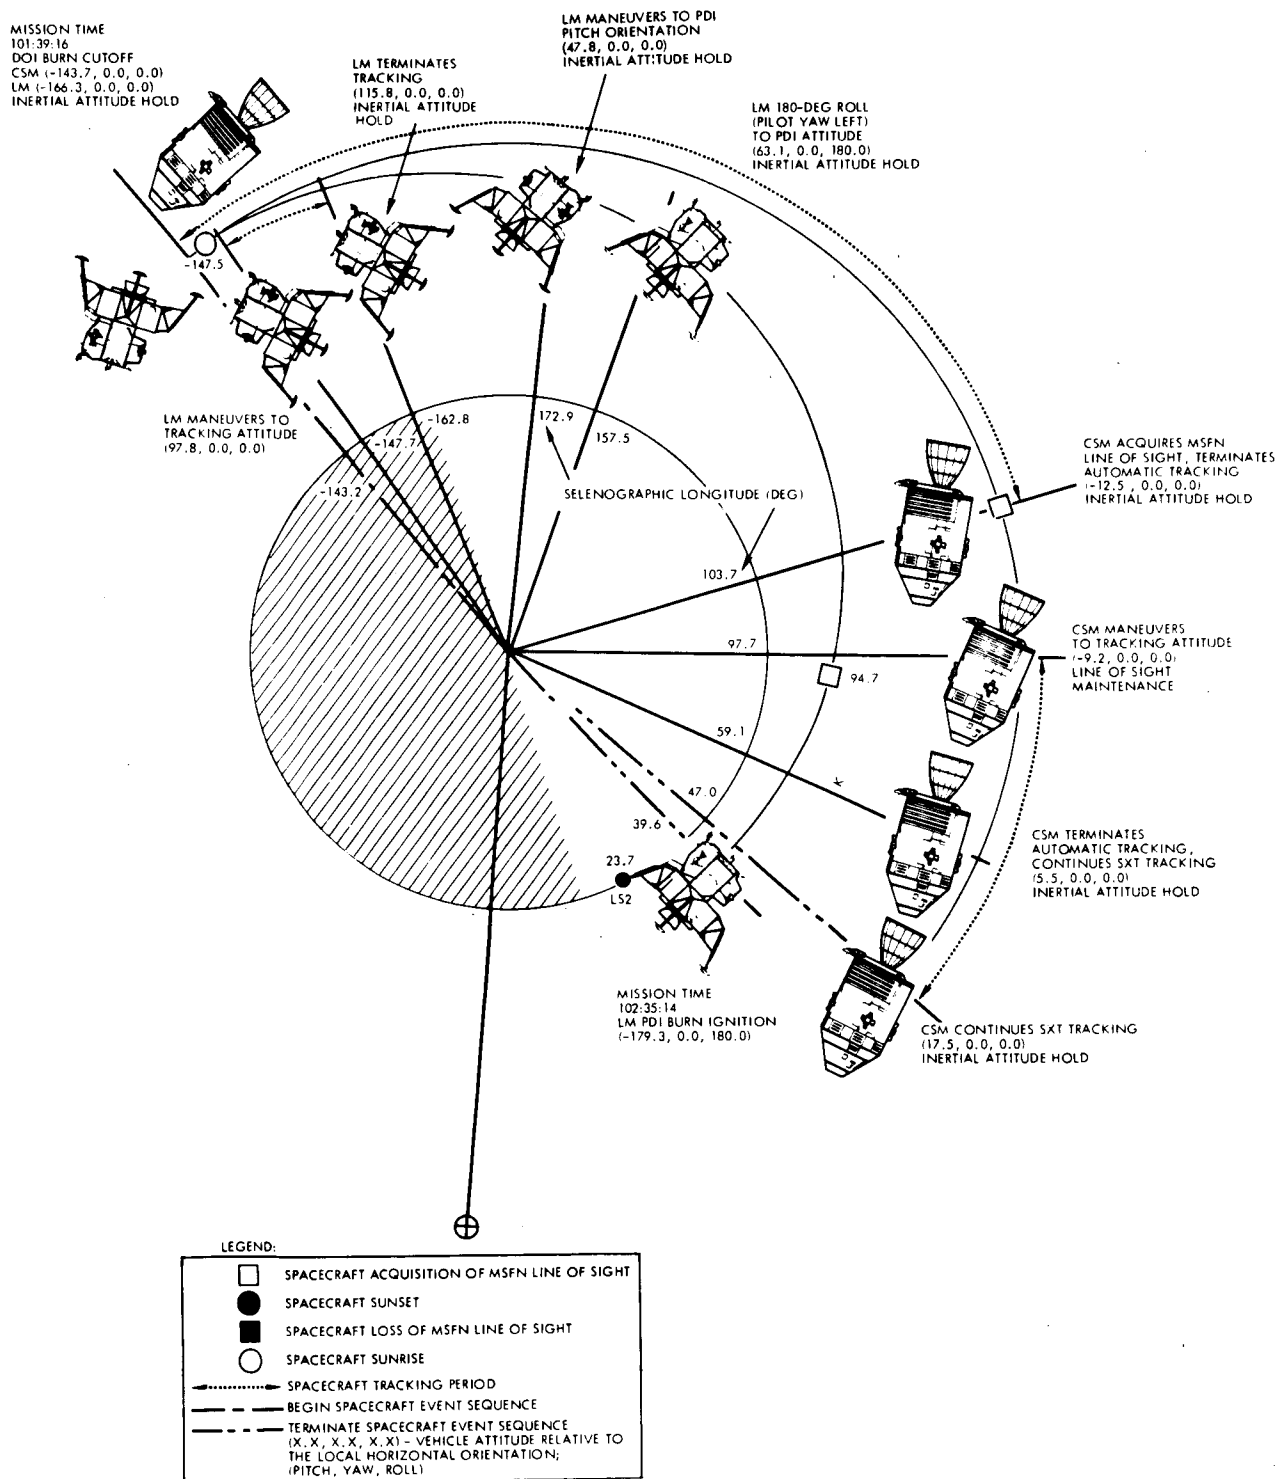 MISSION TIME
101:39:16
DOI BURN CUTOFF
CSM (-143.7, 0.0, 0.0)
LM (-166.3, 0.0, 0.0)
INERTIAL ATTITUDE HOLD
LM TERMINATES
TRACKING
(115.8, 0.0, 0.0)
INERTIAL ATTITUDE
HOLD
LM MANEUVERS TO PDI
PITCH ORIENTATION
(47.8, 0.0, 0.0)
INERTIAL ATTITUDE HOLD
LM 180-DEG ROLL
(PILOT YAW LEFT)
TO PDI ATTITUDE
(63.1, 0.0, 180.0)
INERTIAL ATTITUDE HOLD
-147.5
LM MANEUVERS TO
TRACKING ATTITUDE
(97.8, 0.0, 0.0)
-162.8
-147.7
-143.2
172.9
157.5
SELENOGRAPHIC LONGITUDE (DEG)
CSM ACQUIRES MSFN
LINE OF SIGHT, TERMINATES
AUTOMATIC TRACKING
(-12.5 , 0.0, 0.0)
INERTIAL ATTITUDE HOLD
103.7
97.7
94.7
CSM MANEUVERS
TO TRACKING ATTITUDE
(-9.2, 0.0, 0.0)
LINE OF SIGHT
MAINTENANCE
59.1
47.0
39.6
23.7
LS2
CSM TERMINATES
AUTOMATIC TRACKING,
CONTINUES SXT TRACKING
(5.5, 0.0, 0.0)
INERTIAL ATTITUDE HOLD
MISSION TIME
102:35:14
LM PDI BURN IGNITION
(-179.3, 0.0, 180.0)
CSM CONTINUES SXT TRACKING
(17.5, 0.0, 0.0)
INERTIAL ATTITUDE HOLD
LEGEND:
SPACECRAFT ACQUISITION OF MSFN LINE OF SIGHT
SPACECRAFT SUNSET
SPACECRAFT LOSS OF MSFN LINE OF SIGHT
SPACECRAFT SUNRISE
SPACECRAFT TRACKING PERIOD
BEGIN SPACECRAFT EVENT SEQUENCE
TERMINATE SPACECRAFT EVENT SEQUENCE
(X.X, X.X, X.X) - VEHICLE ATTITUDE RELATIVE TO
THE LOCAL HORIZONTAL ORIENTATION;
(PITCH, YAW, ROLL)